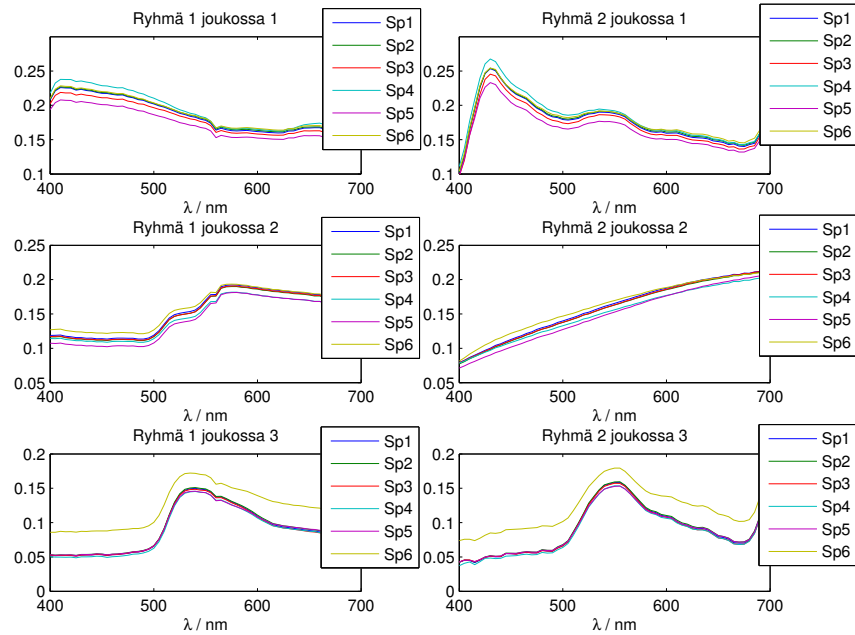 Ryhmä 1 joukossa 1
0.25
0.2
0.15
0.1
400
500
600
700
λ / nm
Sp1
Sp2
Sp3
Sp4
Sp5
Sp6
Ryhmä 2 joukossa 1
0.25
0.2
0.15
0.1
400
500
600
700
λ / nm
Sp1
Sp2
Sp3
Sp4
Sp5
Sp6
Ryhmä 1 joukossa 2
0.25
0.2
0.15
0.1
0.05
400
500
600
700
λ / nm
Sp1
Sp2
Sp3
Sp4
Sp5
Sp6
Ryhmä 2 joukossa 2
0.25
0.2
0.15
0.1
0.05
400
500
600
700
λ / nm
Sp1
Sp2
Sp3
Sp4
Sp5
Sp6
Ryhmä 1 joukossa 3
0.2
0.15
0.1
0.05
0
400
500
600
700
λ / nm
Sp1
Sp2
Sp3
Sp4
Sp5
Sp6
Ryhmä 2 joukossa 3
0.2
0.15
0.1
0.05
0
400
500
600
700
λ / nm
Sp1
Sp2
Sp3
Sp4
Sp5
Sp6